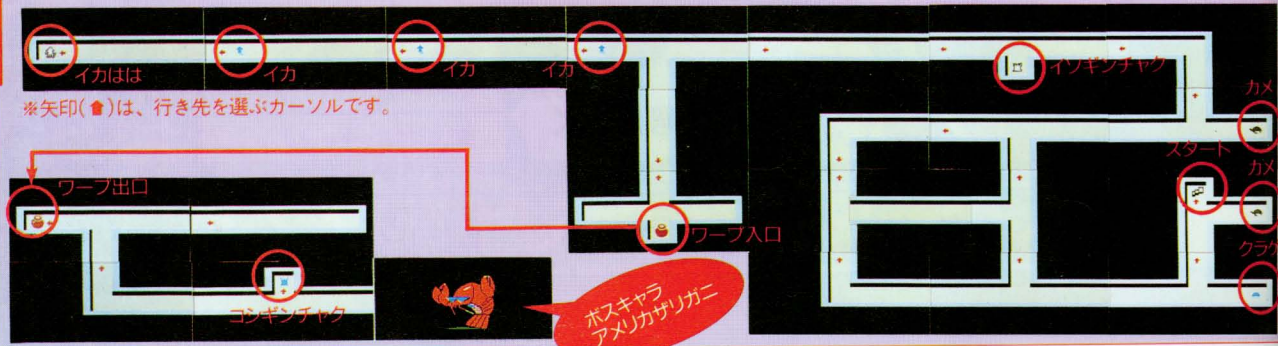 イカはは
イカ
イカ
イカ
イソギンチャク
カメ
※矢印(⬆)は、行き先を選ぶカーソルです。
スタート
カメ
ワープ出口
ワープ入口
クラゲ
コシギンチャク
ボスキャラ
アメリカザリガニ